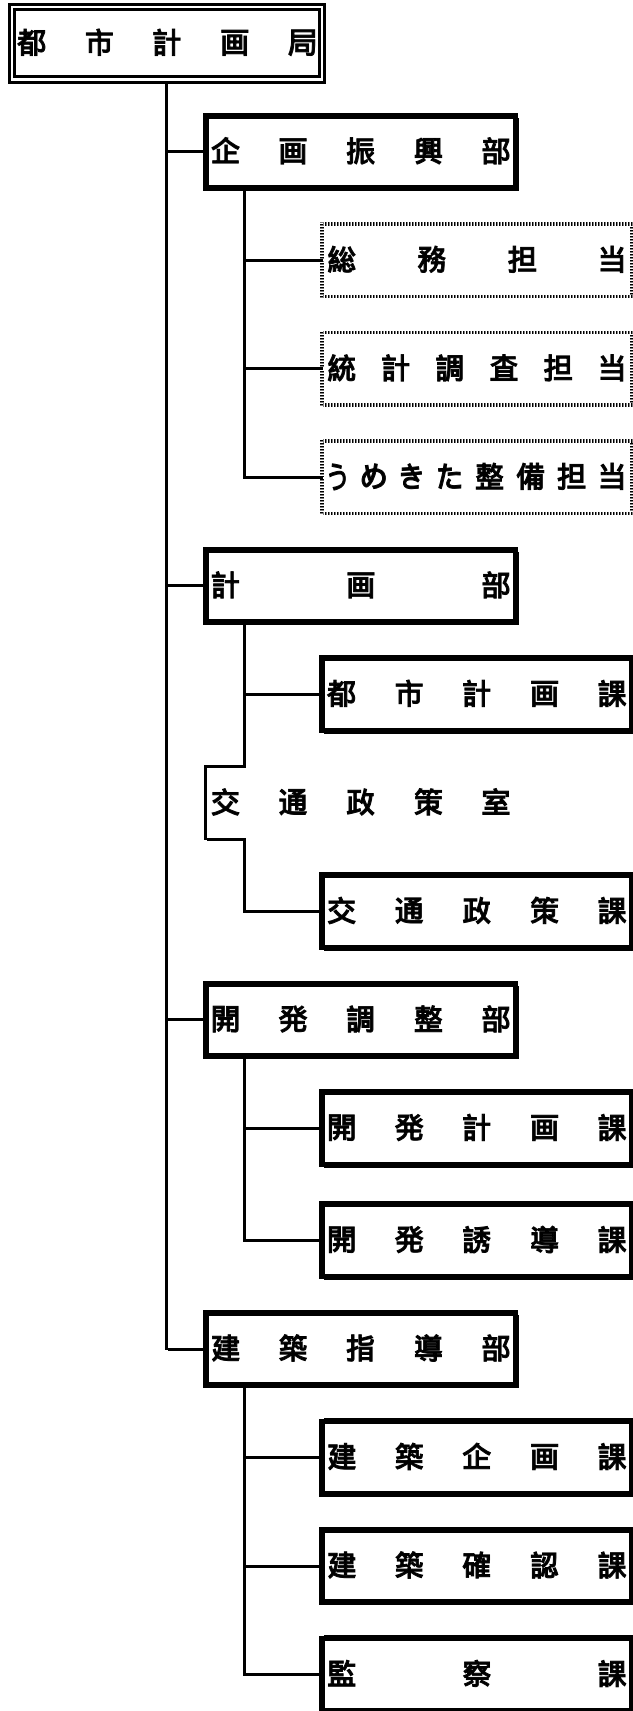 都市計画局
企画振興部
総務担当
統計調査担当
うめきた整備担当
計画部
都市計画課
交通政策室
交通政策課
開発調整部
開発計画課
開発誘導課
建築指導部
建築企画課
建築確認課
監察課